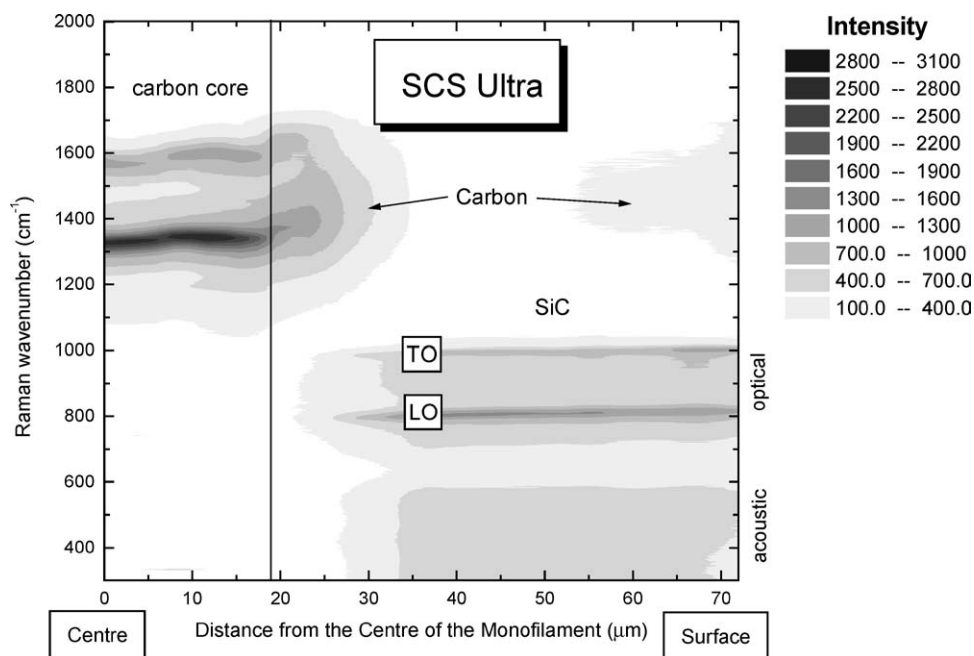 SCS Ultra
carbon core
Carbon
SiC
TO
LO
optical
acoustic
Raman wavenumber (cm-1)
2000
1800
1600
1400
1200
1000
800
600
400
0
10
20
30
40
50
60
70
Centre
Distance from the Centre of the Monofilament (μm)
Surface
Intensity
2800 -- 3100
2500 -- 2800
2200 -- 2500
1900 -- 2200
1600 -- 1900
1300 -- 1600
1000 -- 1300
700.0 -- 1000
400.0 -- 700.0
100.0 -- 400.0